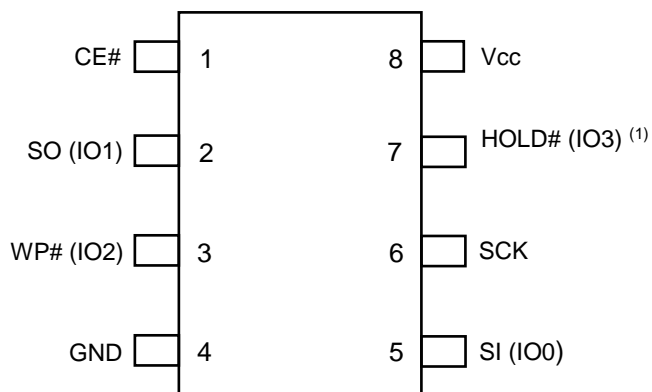 CE# 1 8 Vcc
SO (IO1) 2 7 HOLD# (IO3) (1)
WP# (IO2) 3 6 SCK
GND 4 5 SI (IO0)